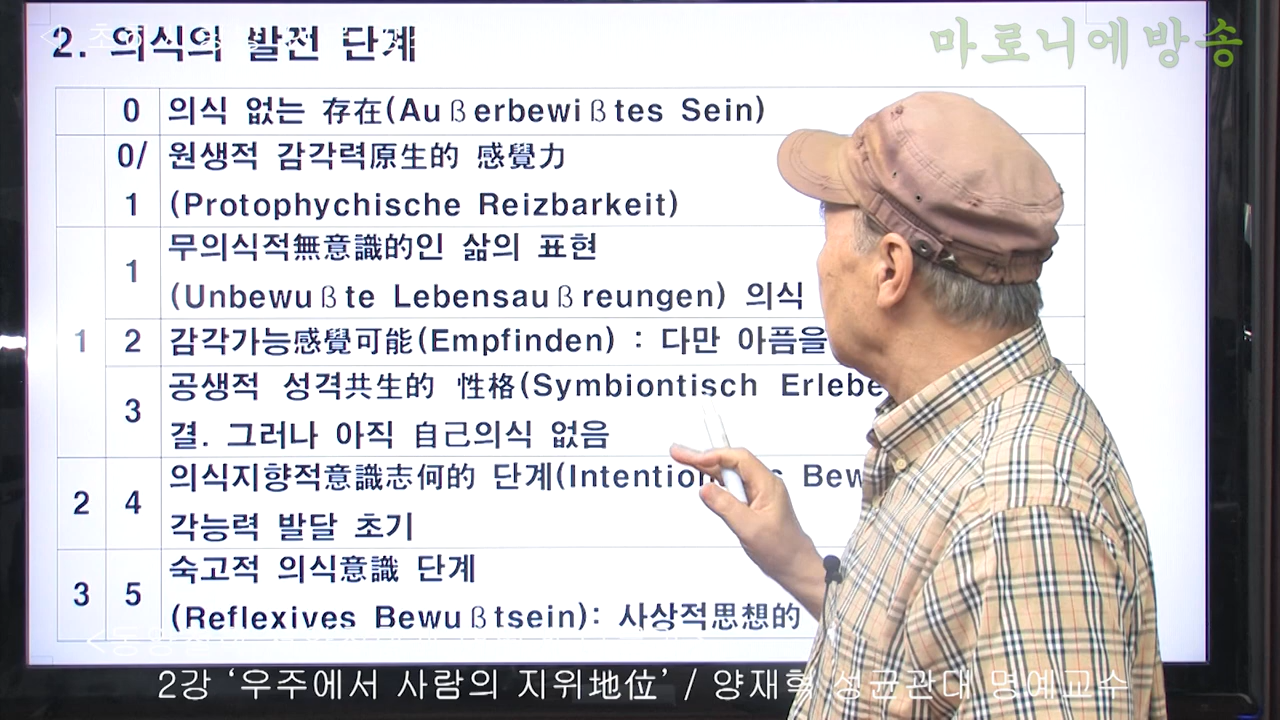 2. 의식의 발전 단계
마로니에방송
0 의식 없는 存在(Außerbewißtes Sein)
0/ 원생적 감각력原生的 感覺力
1 (Protophychische Reizbarkeit)
무의식적無意識的인 삶의 표현
1
(Unbewußte Lebensaußreungen) 의식
1 2 감각가능感覺可能(Empfinden) : 다만 아픔을
공생적 성격共生的 性格(Symbiontisch Erlebe
3
결. 그러나 아직 自己의식 없음
의식지향적意識志何的 단계(Intention s Bew
2 4
각능력 발달 초기
숙고적 의식意識 단계
3 5
(Reflexives Bewußtsein): 사상적思想的
2강 ‘우주에서 사람의 지위地位’ / 양재혁 성균관대 명예교수